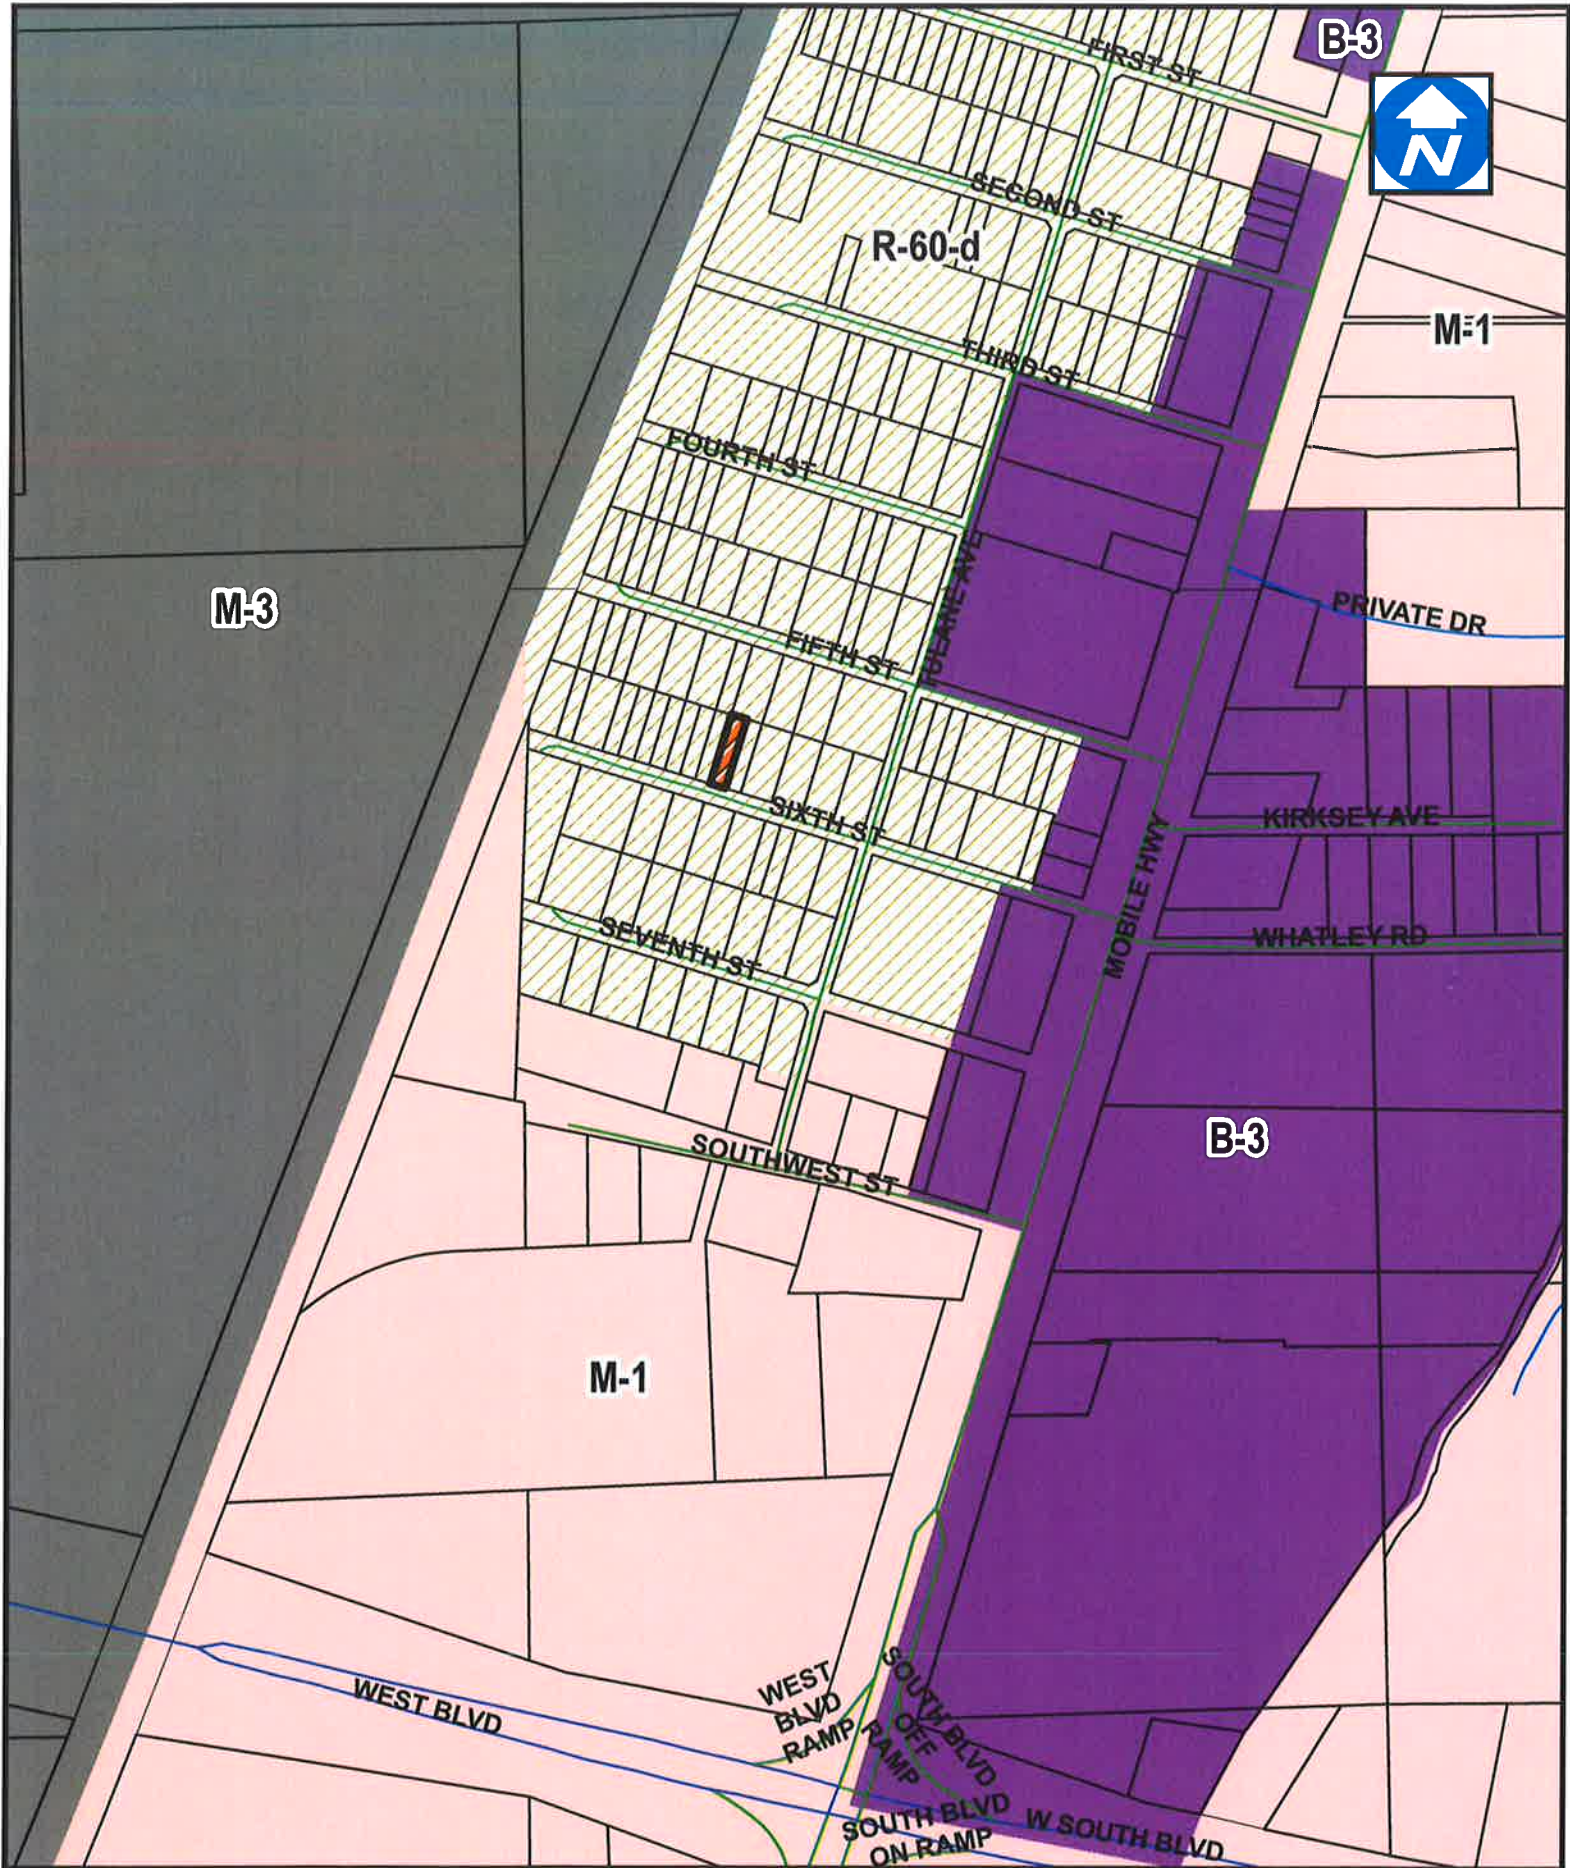 B-3
FIRST ST
N
SECOND ST
R-60-d
M-1
THIRD ST
FOURTH ST
TULANE AVE
M-3
PRIVATE DR
FIFTH ST
SIXTH ST
KIRKSEY AVE
MOBILE HWY
SEVENTH ST
WHATLEY RD
B-3
SOUTHWEST ST
M-1
WEST BLVD
WEST
BLVD
RAMP
SOUTH BLVD
OFF
RAMP
SOUTH BLVD
ON RAMP
W SOUTH BLVD